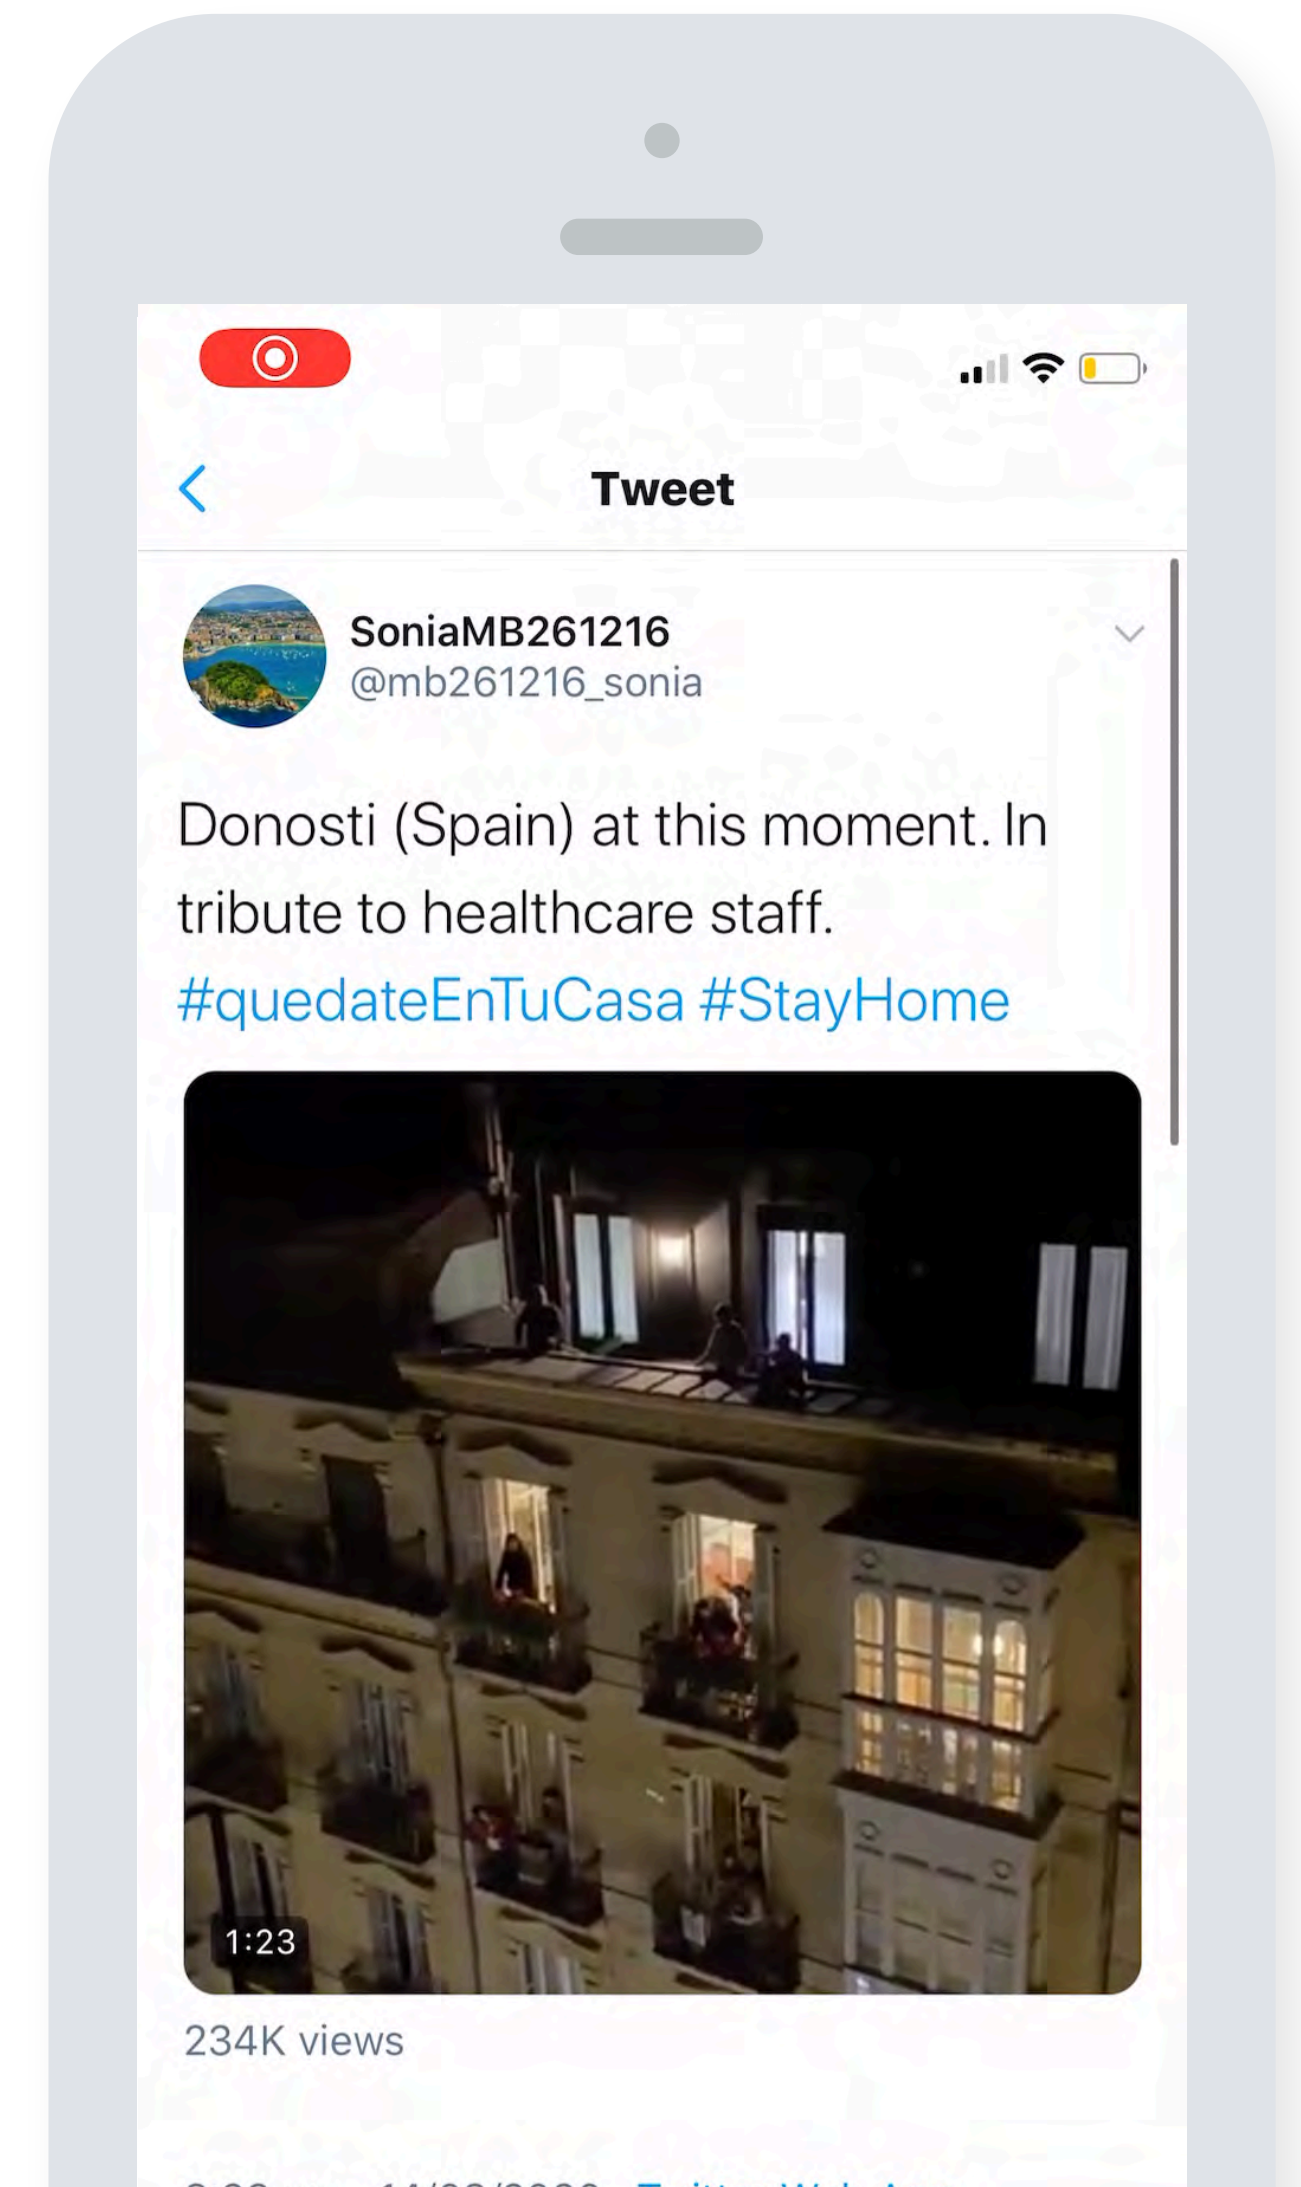 Tweet
SoniaMB261216
@mb261216_sonia
Donosti (Spain) at this moment. In
tribute to healthcare staff.
#quedateEnTuCasa #StayHome
1:23
234K views